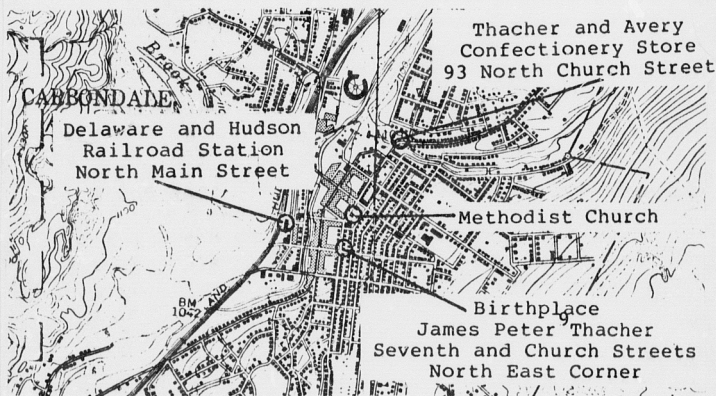 Thacher and Avery
Confectionery Store
93 North Church Street
Brook
CARBONDALE
Delaware and Hudson
Railroad Station
North Main Street
Methodist Church
BM
1042
AND
Birthplace
9
James Peter Thacher
Seventh and Church Streets
North East Corner